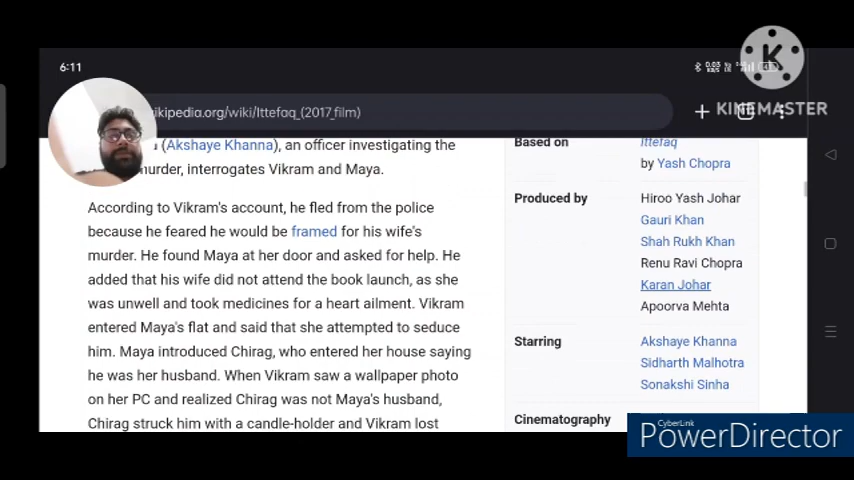 6:11
KINEMASTER
ikipedia.org/wiki/Ittefaq_(2017_film)
(Akshaye Khanna), an officer investigating the
murder, interrogates Vikram and Maya.
According to Vikram's account, he fled from the police
because he feared he would be framed for his wife's
murder. He found Maya at her door and asked for help. He
added that his wife did not attend the book launch, as she
was unwell and took medicines for a heart ailment. Vikram
entered Maya's flat and said that she attempted to seduce
him. Maya introduced Chirag, who entered her house saying
he was her husband. When Vikram saw a wallpaper photo
on her PC and realized Chirag was not Maya's husband,
Chirag struck him with a candle-holder and Vikram lost
Based on
Ittefaq
by Yash Chopra
Produced by
Hiroo Yash Johar
Gauri Khan
Shah Rukh Khan
Renu Ravi Chopra
Karan Johar
Apoorva Mehta
Starring
Akshaye Khanna
Sidharth Malhotra
Sonakshi Sinha
Cinematography
CyberLink
PowerDirector